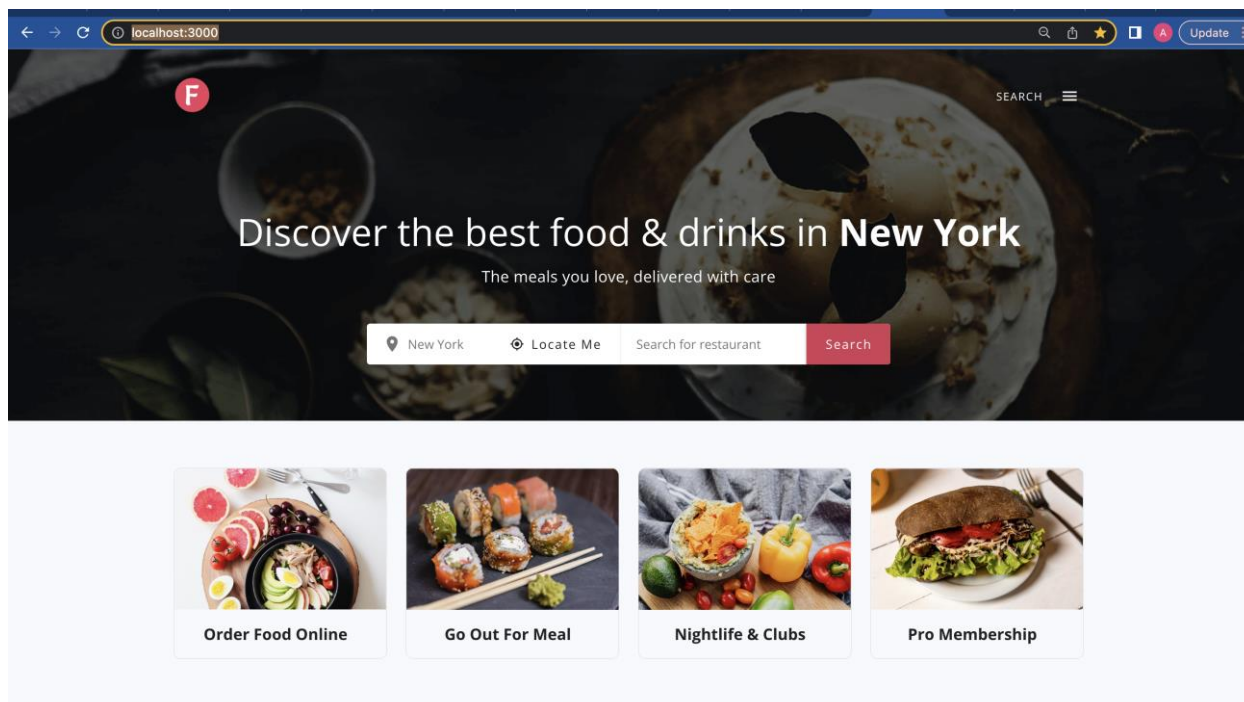 localhost:3000
A
Update
F
SEARCH
Discover the best food & drinks in New York
The meals you love, delivered with care
New York Locate Me Search for restaurant Search
Order Food Online Go Out For Meal Nightlife & Clubs Pro Membership